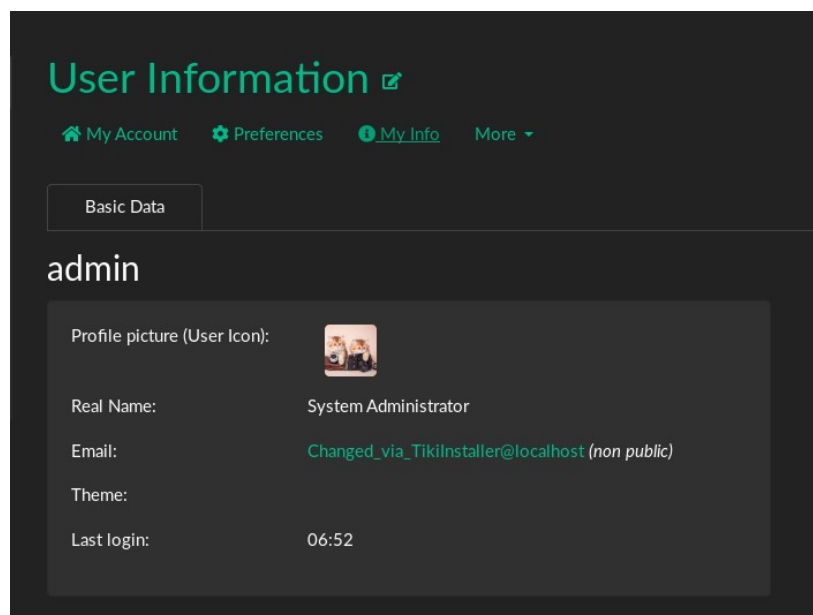 User Information
My Account Preferences My Info More
Basic Data
admin
Profile picture (User Icon):
Real Name: System Administrator
Email: Changed_via_TikiInstaller@localhost (non public)
Theme:
Last login: 06:52